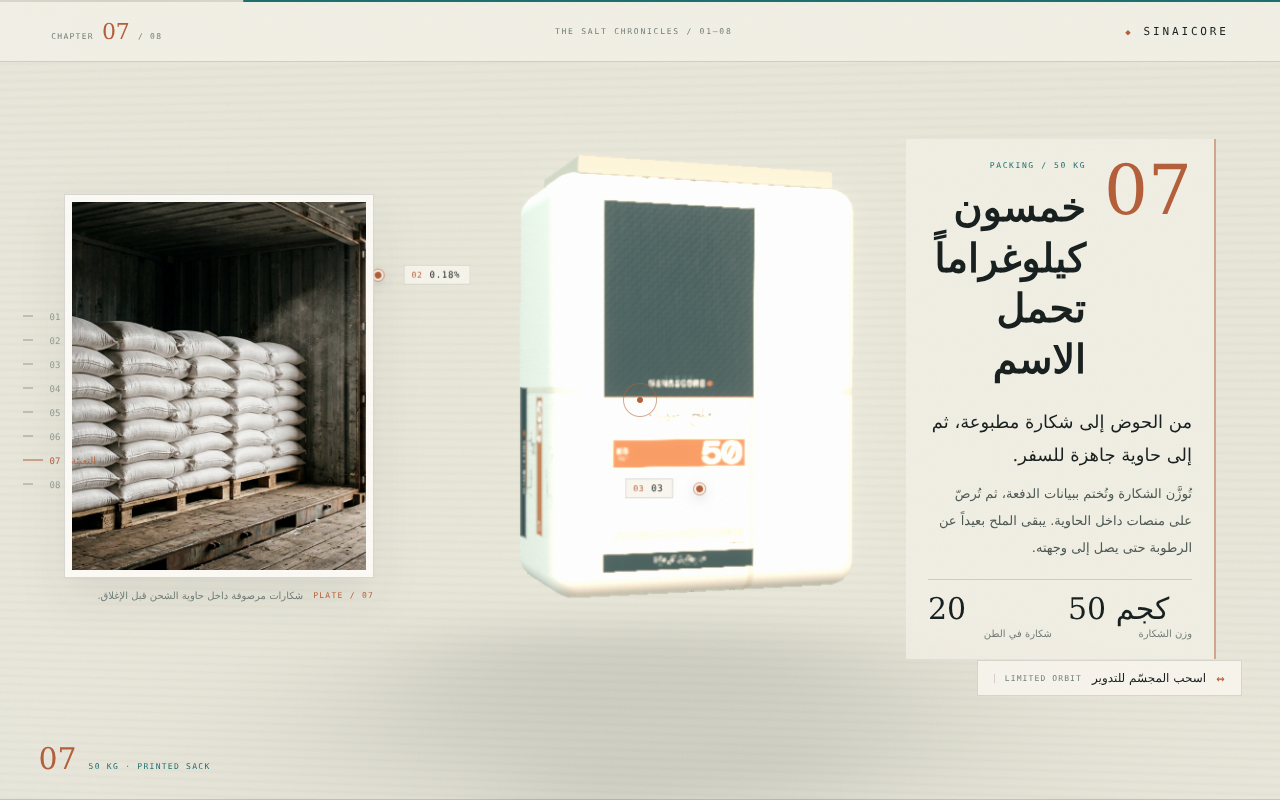 CHAPTER 07 / 08
THE SALT CHRONICLES / 01—08
◆ SINAICORE
PACKING / 50 KG
07
خمسون
كيلوغراماً
تحمل
الاسم
من الحوض إلى شكارة مطبوعة، ثم
إلى حاوية جاهزة للسفر.
تُوزَّن الشكارة وتُختم ببيانات الدفعة، ثم تُرصّ
على منصات داخل الحاوية. يبقى الملح بعيداً عن
الرطوبة حتى يصل إلى وجهته.
50 كجم
وزن الشكارة
20
شكارة في الطن
↔ اسحب المجسّم للتدوير LIMITED ORBIT
02 0.18%
SINAICORE
50
03 03
01
02
03
04
05
06
07
08
PLATE / 07 شكارات مرصوفة داخل حاوية الشحن قبل الإغلاق.
07 50 KG · PRINTED SACK